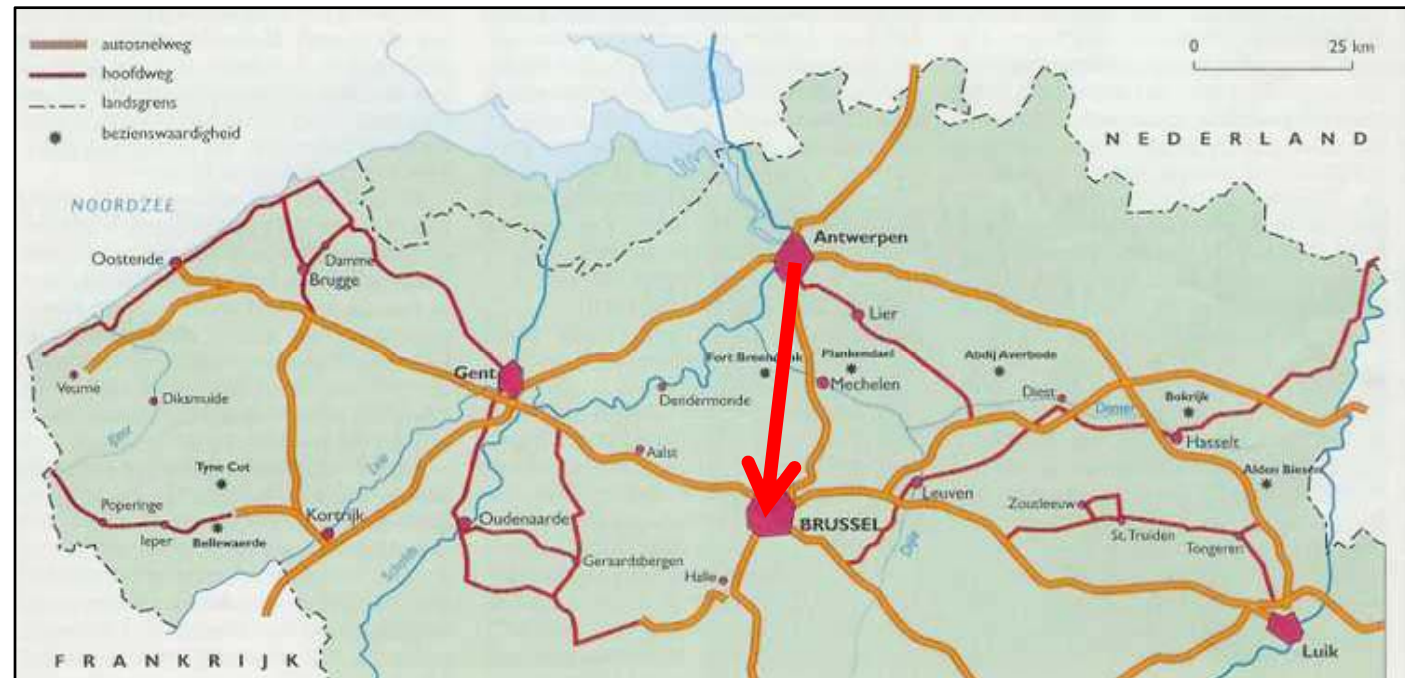 autosnelweg
hoofdweg
landsgrens
bezienswaardigheid
0 25 km
NEDERLAND
NOORDZEE
Oostende
Damme
Brugge
Antwerpen
Lier
Veurne
Diksmuide
Gent
Dendermonde
Plankendael
Mechelen
Abdij Averbode
Diest
Demer
Bokrijk
Hasselt
Aalst
Leie
Tyne Cot
Alden Biesen
Leuven
Zoutleeuw
Poperinge
Ieper
Bellewaerde
Kortrijk
Oudenaarde
BRUSSEL
St. Truiden
Tongeren
Schelde
Geraardsbergen
Halle
Dijle
FRANKRIJK
Luik